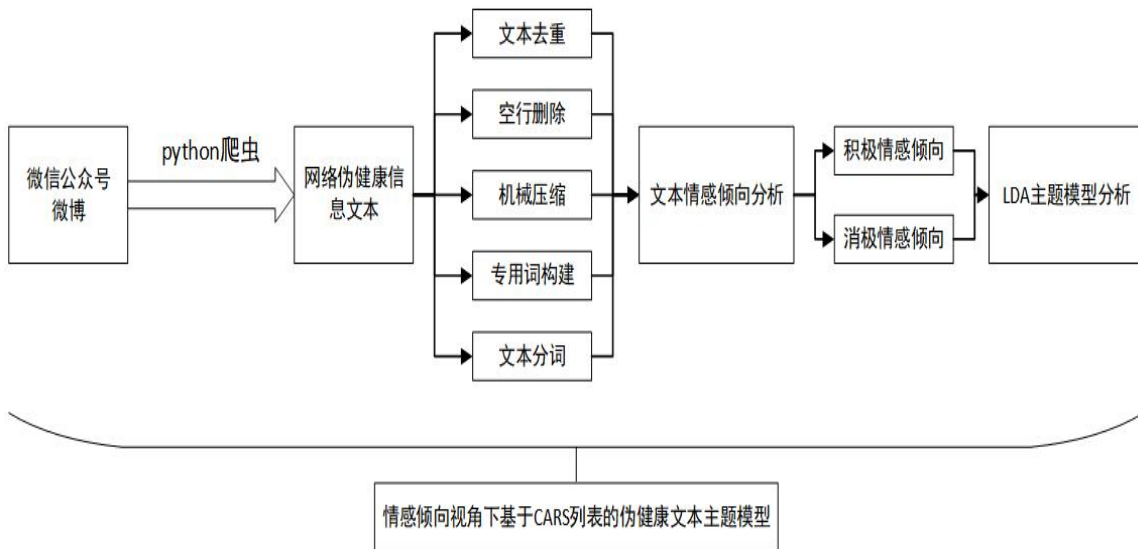 微信公众号
微博
python爬虫
网络伪健康信
息文本
文本去重
空行删除
机械压缩
专用词构建
文本分词
文本情感倾向分析
积极情感倾向
消极情感倾向
LDA主题模型分析
情感倾向视角下基于CARS列表的伪健康文本主题模型